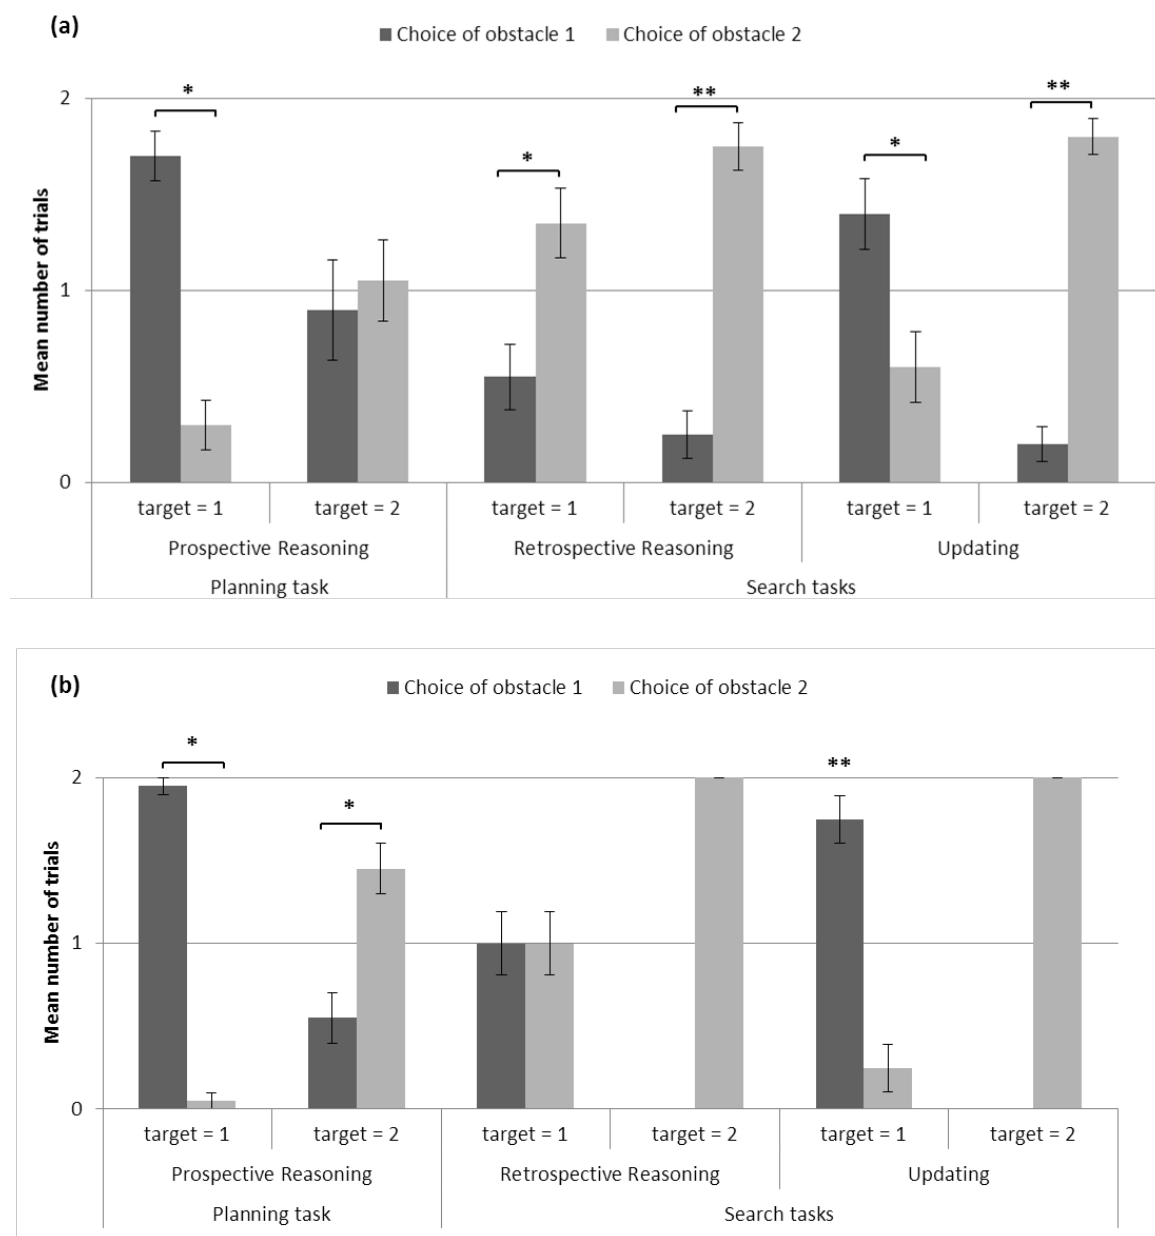 (a)
Choice of obstacle 1 Choice of obstacle 2
Mean number of trials
2
1
0
* * ** * **
target = 1 target = 2 target = 1 target = 2 target = 1 target = 2
Prospective Reasoning Retrospective Reasoning Updating
Planning task Search tasks
(b)
Choice of obstacle 1 Choice of obstacle 2
Mean number of trials
2
1
0
* * **
target = 1 target = 2 target = 1 target = 2 target = 1 target = 2
Prospective Reasoning Retrospective Reasoning Updating
Planning task Search tasks